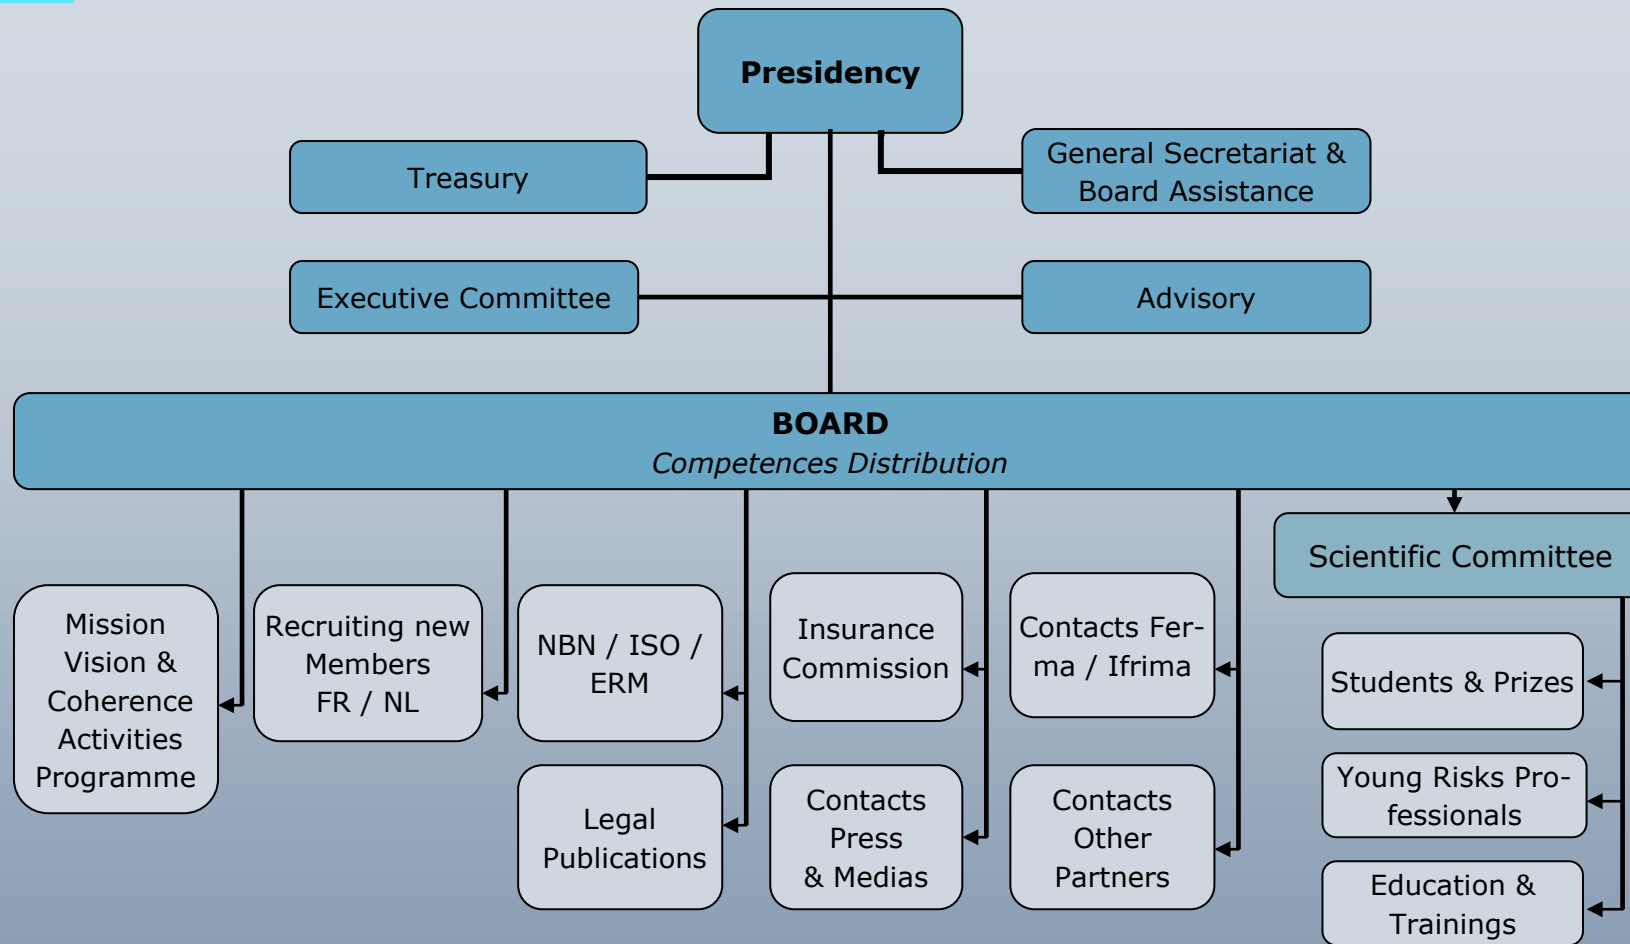 Presidency
Treasury
General Secretariat &
Board Assistance
Executive Committee
Advisory
BOARD
Competences Distribution
Scientific Committee
Mission
Vision &
Coherence
Activities
Programme
Recruiting new
Members
FR / NL
NBN / ISO /
ERM
Insurance
Commission
Contacts Fer-
ma / Ifrima
Students & Prizes
Legal
Publications
Contacts
Press
& Medias
Contacts
Other
Partners
Young Risks Pro-
fessionals
Education &
Trainings